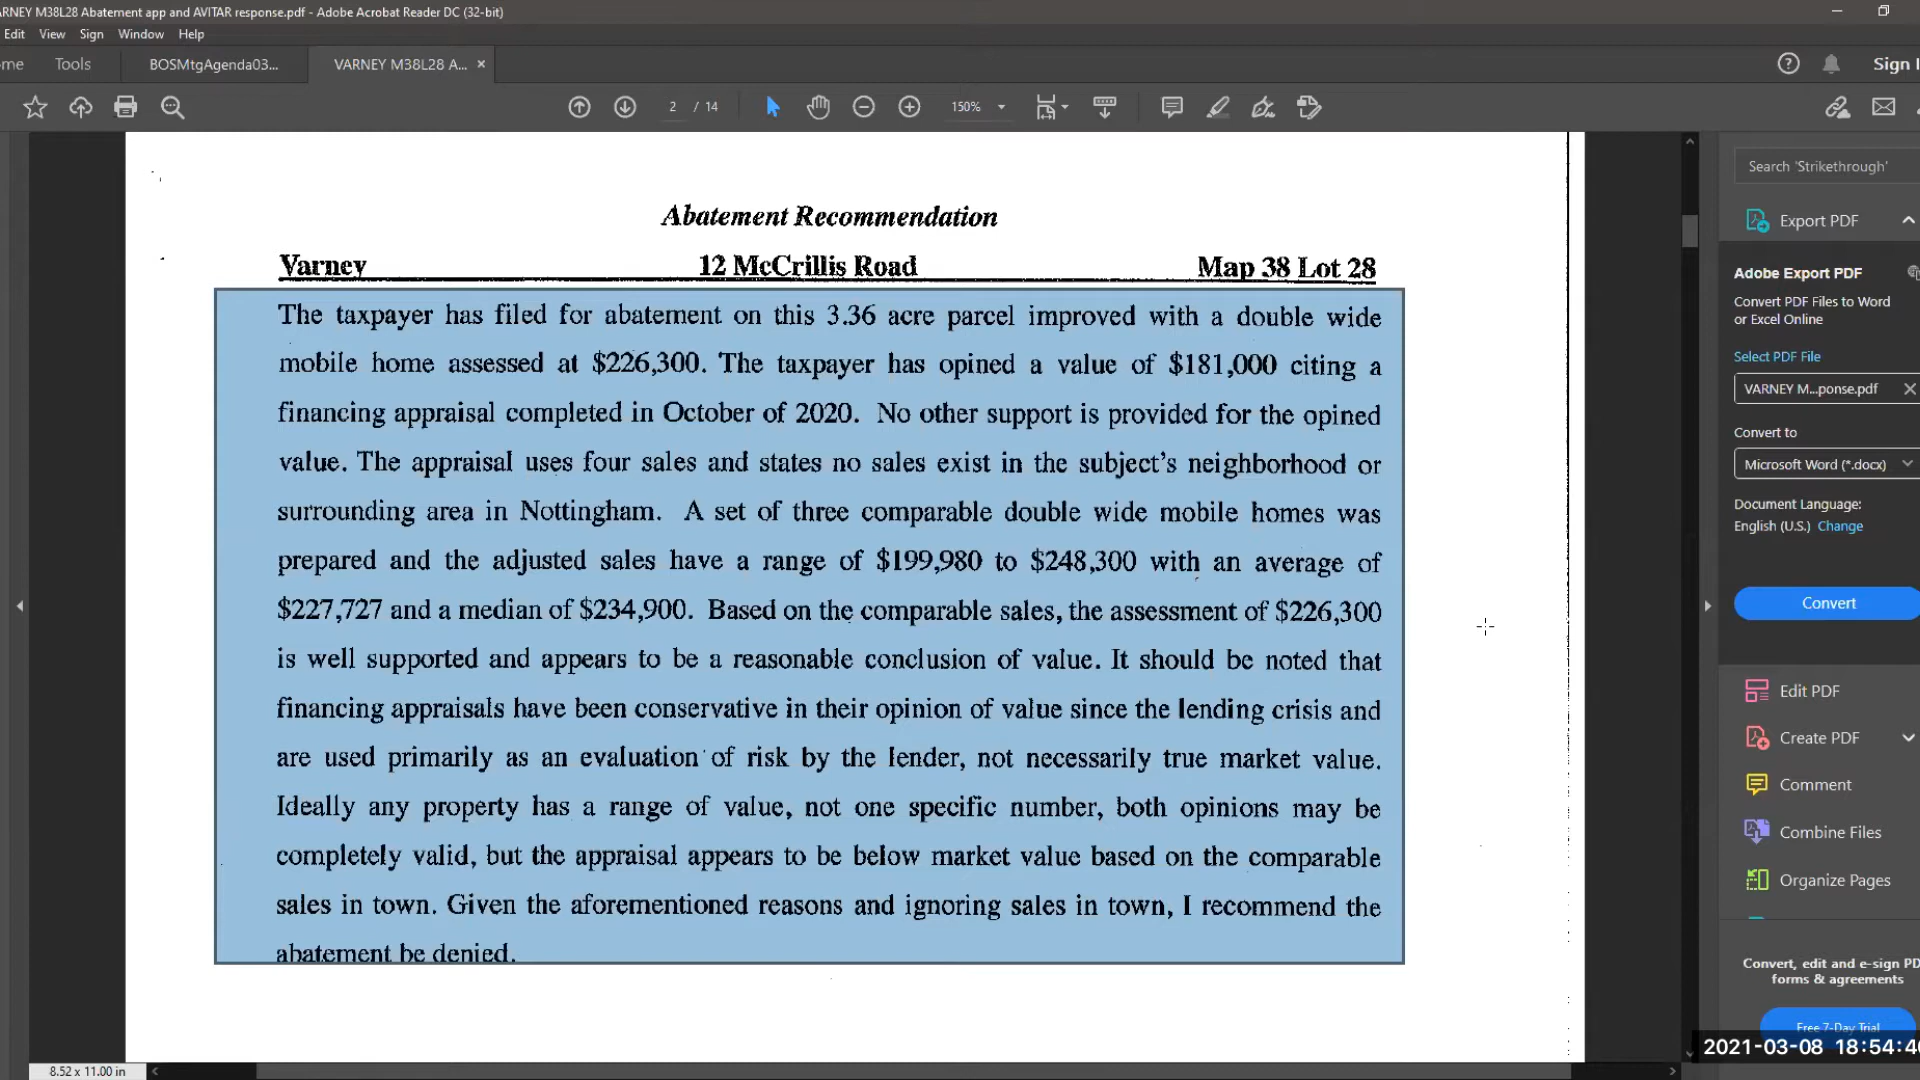 ARNEY M38L28 Abatement app and AVITAR response.pdf - Adobe Acrobat Reader DC (32-bit)
Edit View Sign Window Help
me Tools BOSMtgAgenda03... VARNEY M38L28 A... ×
Sign I
2 / 14 150%
Abatement Recommendation
Varney 12 McCrillis Road Map 38 Lot 28
The taxpayer has filed for abatement on this 3.36 acre parcel improved with a double wide
mobile home assessed at $226,300. The taxpayer has opined a value of $181,000 citing a
financing appraisal completed in October of 2020. No other support is provided for the opined
value. The appraisal uses four sales and states no sales exist in the subject's neighborhood or
surrounding area in Nottingham. A set of three comparable double wide mobile homes was
prepared and the adjusted sales have a range of $199,980 to $248,300 with an average of
$227,727 and a median of $234,900. Based on the comparable sales, the assessment of $226,300
is well supported and appears to be a reasonable conclusion of value. It should be noted that
financing appraisals have been conservative in their opinion of value since the lending crisis and
are used primarily as an evaluation of risk by the lender, not necessarily true market value.
Ideally any property has a range of value, not one specific number, both opinions may be
completely valid, but the appraisal appears to be below market value based on the comparable
sales in town. Given the aforementioned reasons and ignoring sales in town, I recommend the
abatement be denied.
8.52 x 11.00 in
Search 'Strikethrough'
Export PDF
Adobe Export PDF
Convert PDF Files to Word
or Excel Online
Select PDF File
VARNEY M...ponse.pdf
Convert to
Microsoft Word (*.docx)
Document Language:
English (U.S.) Change
Convert
Edit PDF
Create PDF
Comment
Combine Files
Organize Pages
Convert, edit and e-sign PD
forms & agreements
Free 7-Day Trial
2021-03-08 18:54:4